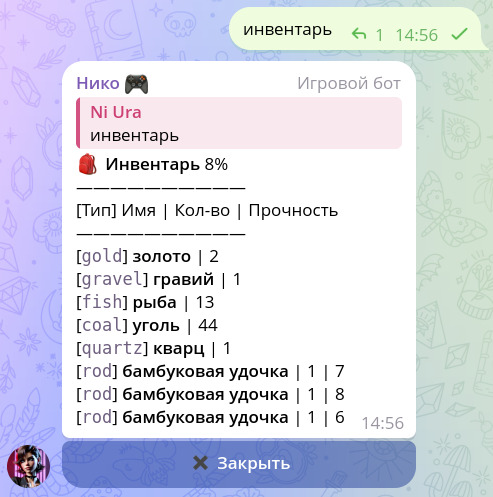 инвентарь
1 14:56
Нико 🎮 Игровой бот
Ni Ura
инвентарь
🎒 Инвентарь 8%
——————————
[Тип] Имя | Кол-во | Прочность
——————————
[gold] золото | 2
[gravel] гравий | 1
[fish] рыба | 13
[coal] уголь | 44
[quartz] кварц | 1
[rod] бамбуковая удочка | 1 | 7
[rod] бамбуковая удочка | 1 | 8
[rod] бамбуковая удочка | 1 | 6
14:56
✖ Закрыть